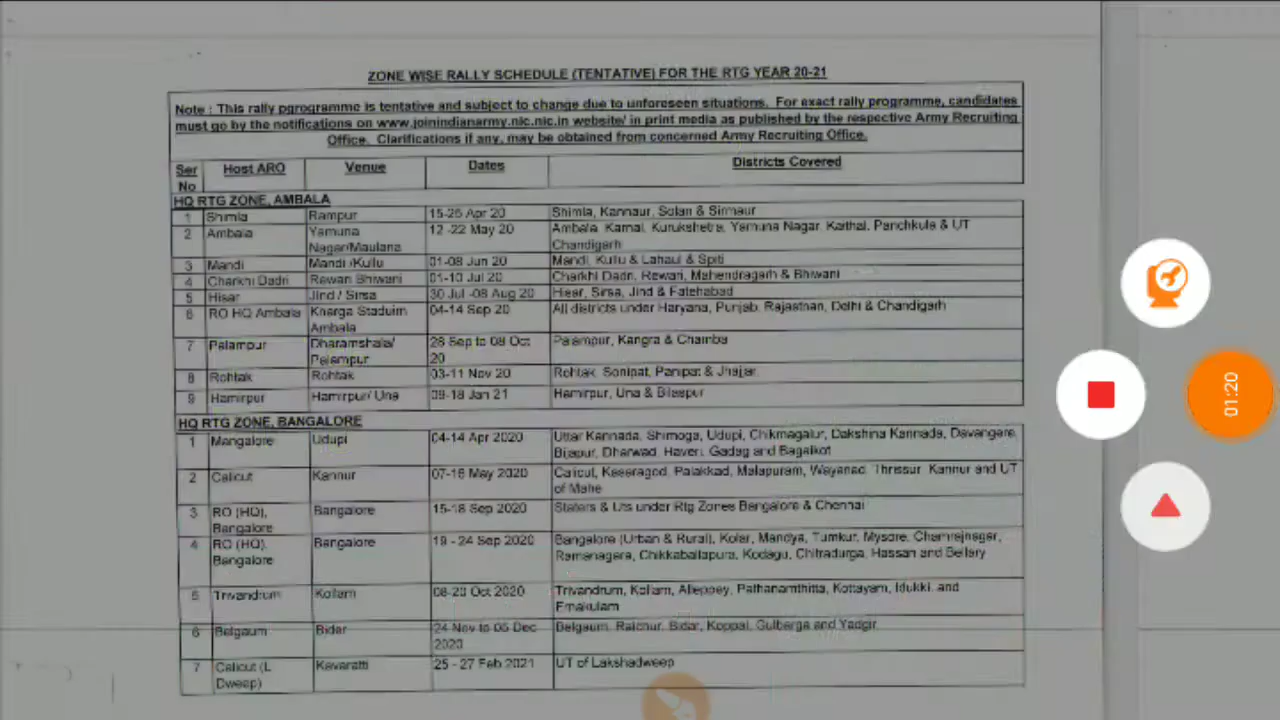 ZONE WISE RALLY SCHEDULE (TENTATIVE) FOR THE RTG YEAR 20-21
Note : This rally pgrogramme is tentative and subject to change due to unforeseen situations. For exact rally programme, candidates
must go by the notifications on www.joinindianarmy.nic.nic.in website/ in print media as published by the respective Army Recruiting
Office. Clarifications if any, may be obtained from concerned Army Recruiting Office.
Ser No Host ARO Venue Dates Districts Covered
HQ RTG ZONE, AMBALA
1 Shimla Rampur 15-25 Apr 20 Shimla, Kannaur, Solan & Sirmaur
2 Ambala Yamuna Nagar/Maulana 12 -22 May 20 Ambala, Karnal, Kurukshetra, Yamuna Nagar, Kaithal, Panchkula & UT
Chandigarh
3 Mandi Mandi /Kullu 01-08 Jun 20 Mandi, Kullu & Lahaul & Spiti
4 Charkhi Dadri Rewari Bhiwani 01-10 Jul 20 Charkhi Dadri, Rewari, Mahendragarh & Bhiwani
5 Hisar Jind / Sirsa 30 Jul -08 Aug 20 Hisar, Sirsa, Jind & Fatehabad
6 RO HQ Ambala Kharga Staduim Ambala 04-14 Sep 20 All districts under Haryana, Punjab, Rajasthan, Delhi & Chandigarh
7 Palampur Dharamshala/ Palampur 28 Sep to 08 Oct 20 Palampur, Kangra & Chamba
8 Rohtak Rohtak 03-11 Nov 20 Rohtak, Sonipat, Panipat & Jhajjar
9 Hamirpur Hamirpur/ Una 09-18 Jan 21 Hamirpur, Una & Bilaspur
HQ RTG ZONE, BANGALORE
1 Mangalore Udupi 04-14 Apr 2020 Uttar Kannada, Shimoga, Udupi, Chikmagalur, Dakshina Kannada, Davangere,
Bijapur, Dharwad, Haveri, Gadag and Bagalkot
2 Calicut Kannur 07-16 May 2020 Calicut, Kasaragod, Palakkad, Malapuram, Wayanad, Thrissur, Kannur and UT
of Mahe
3 RO (HQ), Bangalore Bangalore 15-18 Sep 2020 Staters & Uts under Rtg Zones Bangalore & Chennai
4 RO (HQ), Bangalore Bangalore 19 - 24 Sep 2020 Bangalore (Urban & Rural), Kolar, Mandya, Tumkur, Mysore, Chamrajnagar,
Ramanagara, Chikkaballapura, Kodagu, Chitradurga, Hassan and Bellary
5 Trivandrum Kollam 08-20 Oct 2020 Trivandrum, Kollam, Alleppey, Pathanamthitta, Kottayam, Idukki, and
Ernakulam
6 Belgaum Bidar 24 Nov to 05 Dec 2020 Belgaum, Raichur, Bidar, Koppal, Gulberga and Yadgir
7 Calicut (L Dweep) Kavaratti 25 - 27 Feb 2021 UT of Lakshadweep
01:20